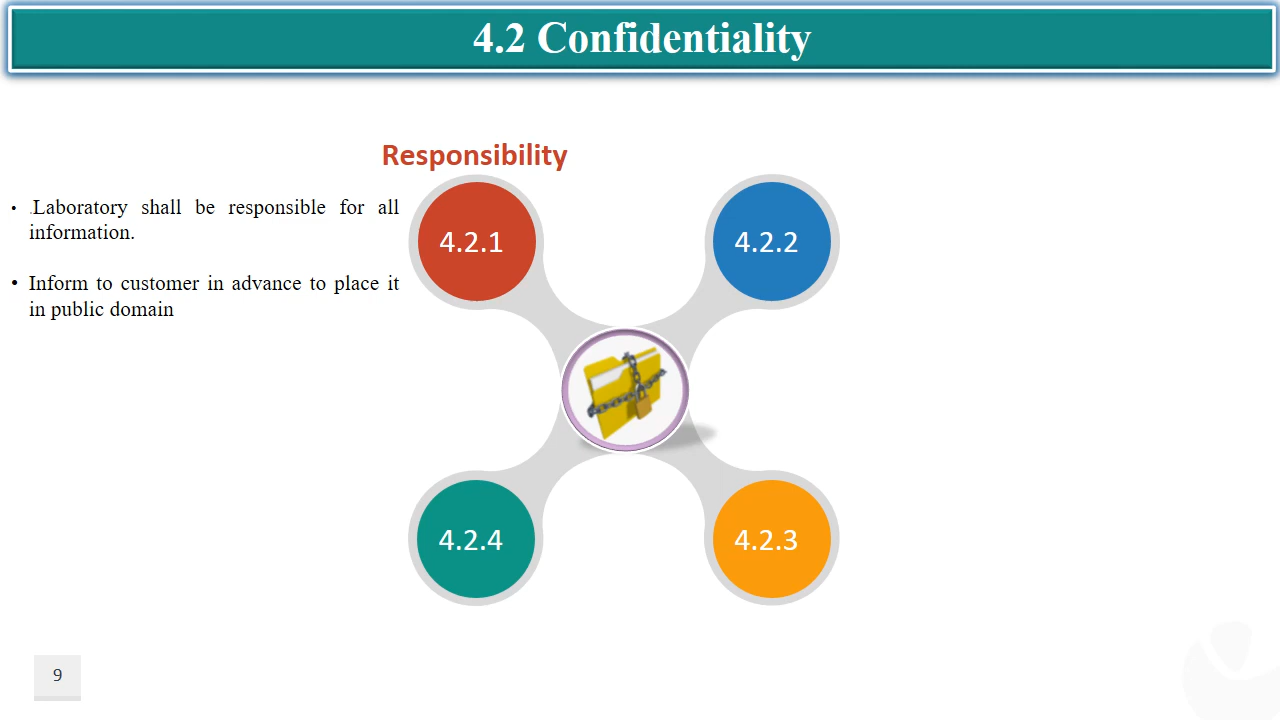 4.2 Confidentiality
Responsibility
• .Laboratory shall be responsible for all
information.
• Inform to customer in advance to place it
in public domain
4.2.1
4.2.2
4.2.4
4.2.3
9